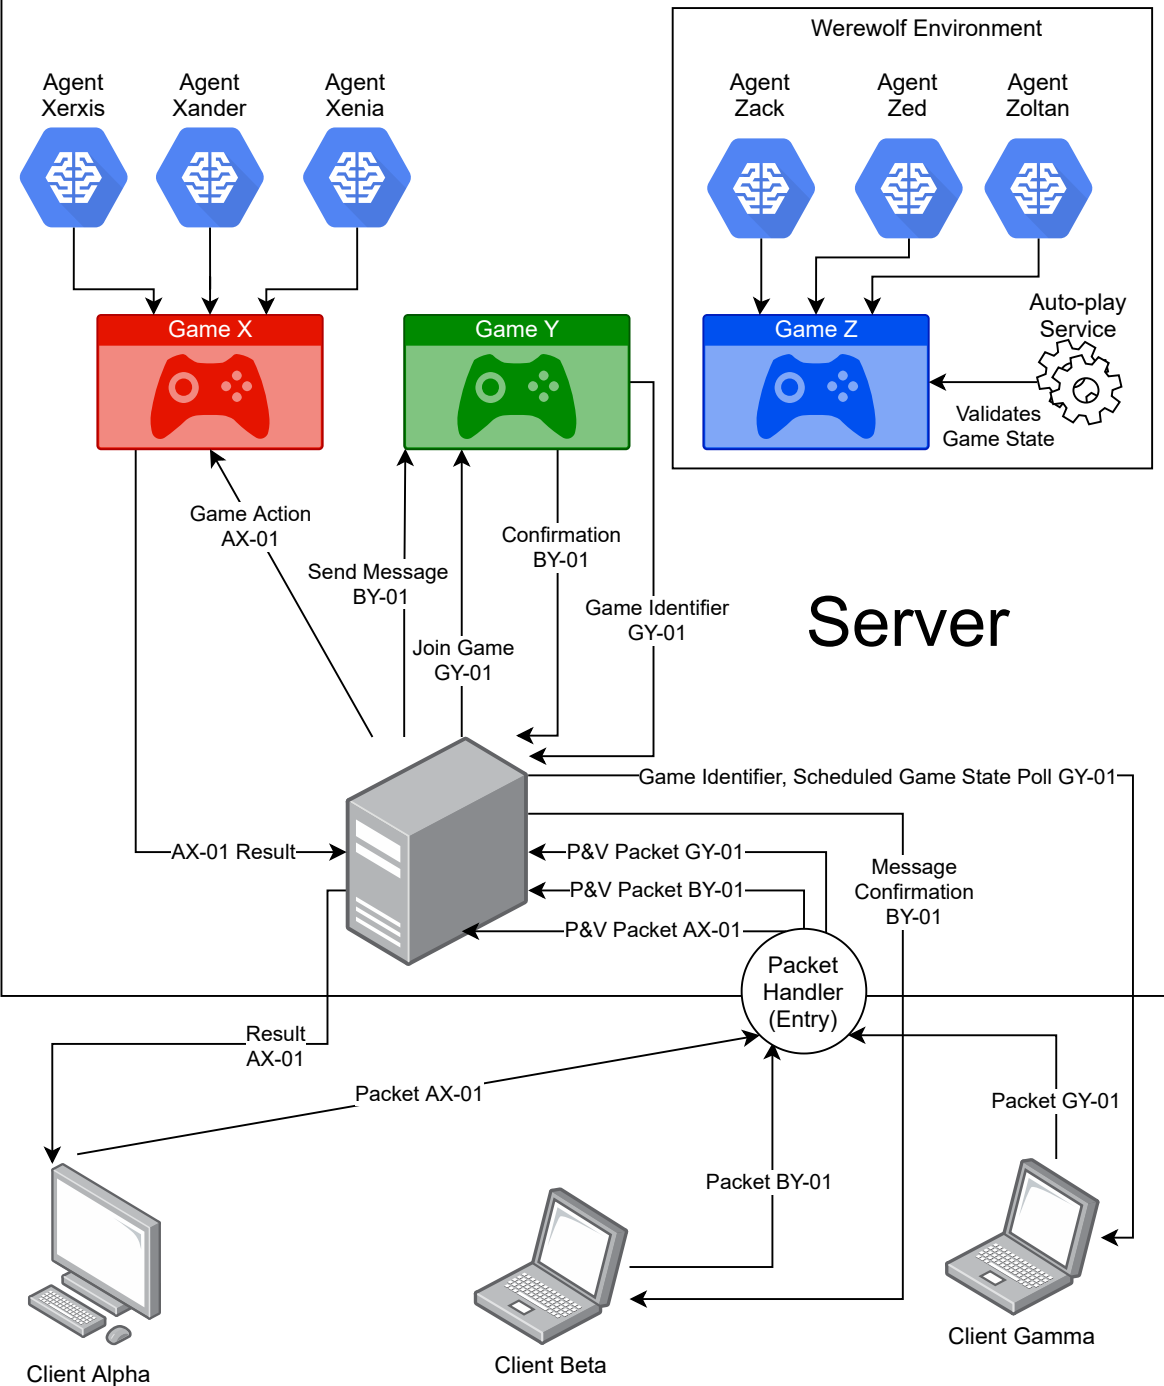 Werewolf Environment
Agent
Xerxis
Agent
Xander
Agent
Xenia
Agent
Zack
Agent
Zed
Agent
Zoltan
Game X
Game Y
Game Z
Auto-play
Service
Validates
Game State
Game Action
AX-01
Send Message
BY-01
Confirmation
BY-01
Game Identifier
GY-01
Join Game
GY-01
Server
Game Identifier, Scheduled Game State Poll GY-01
AX-01 Result
P&V Packet GY-01
P&V Packet BY-01
P&V Packet AX-01
Message
Confirmation
BY-01
Packet
Handler
(Entry)
Result
AX-01
Packet AX-01
Packet GY-01
Packet BY-01
Client Alpha
Client Beta
Client Gamma